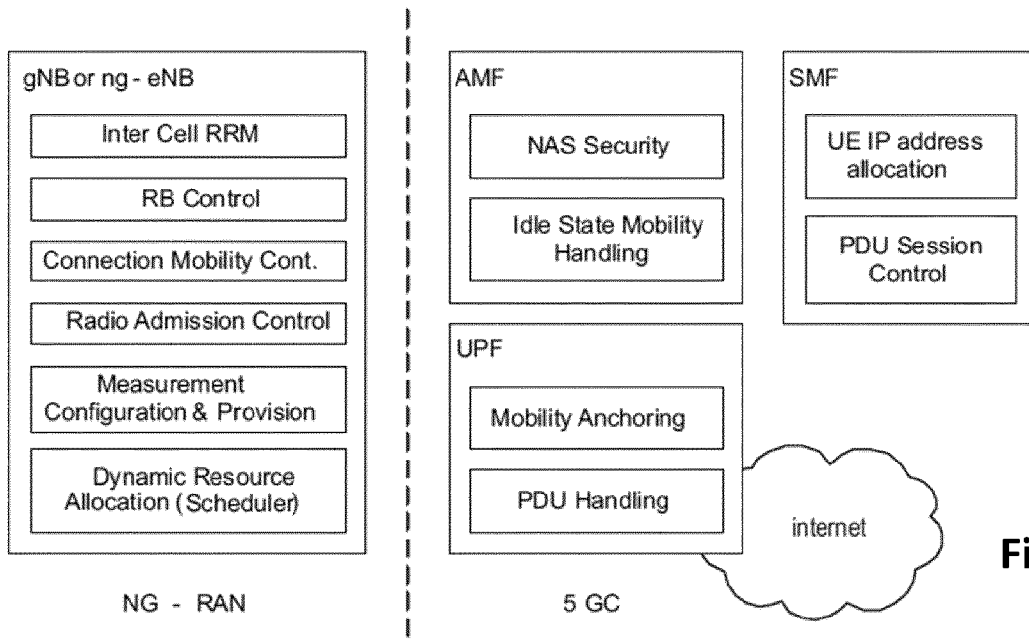 gNB or ng - eNB
Inter Cell RRM
RB Control
Connection Mobility Cont.
Radio Admission Control
Measurement
Configuration & Provision
Dynamic Resource
Allocation (Scheduler)
NG - RAN
AMF
NAS Security
Idle State Mobility
Handling
SMF
UE IP address
allocation
PDU Session
Control
UPF
Mobility Anchoring
PDU Handling
internet
5 GC
Fi